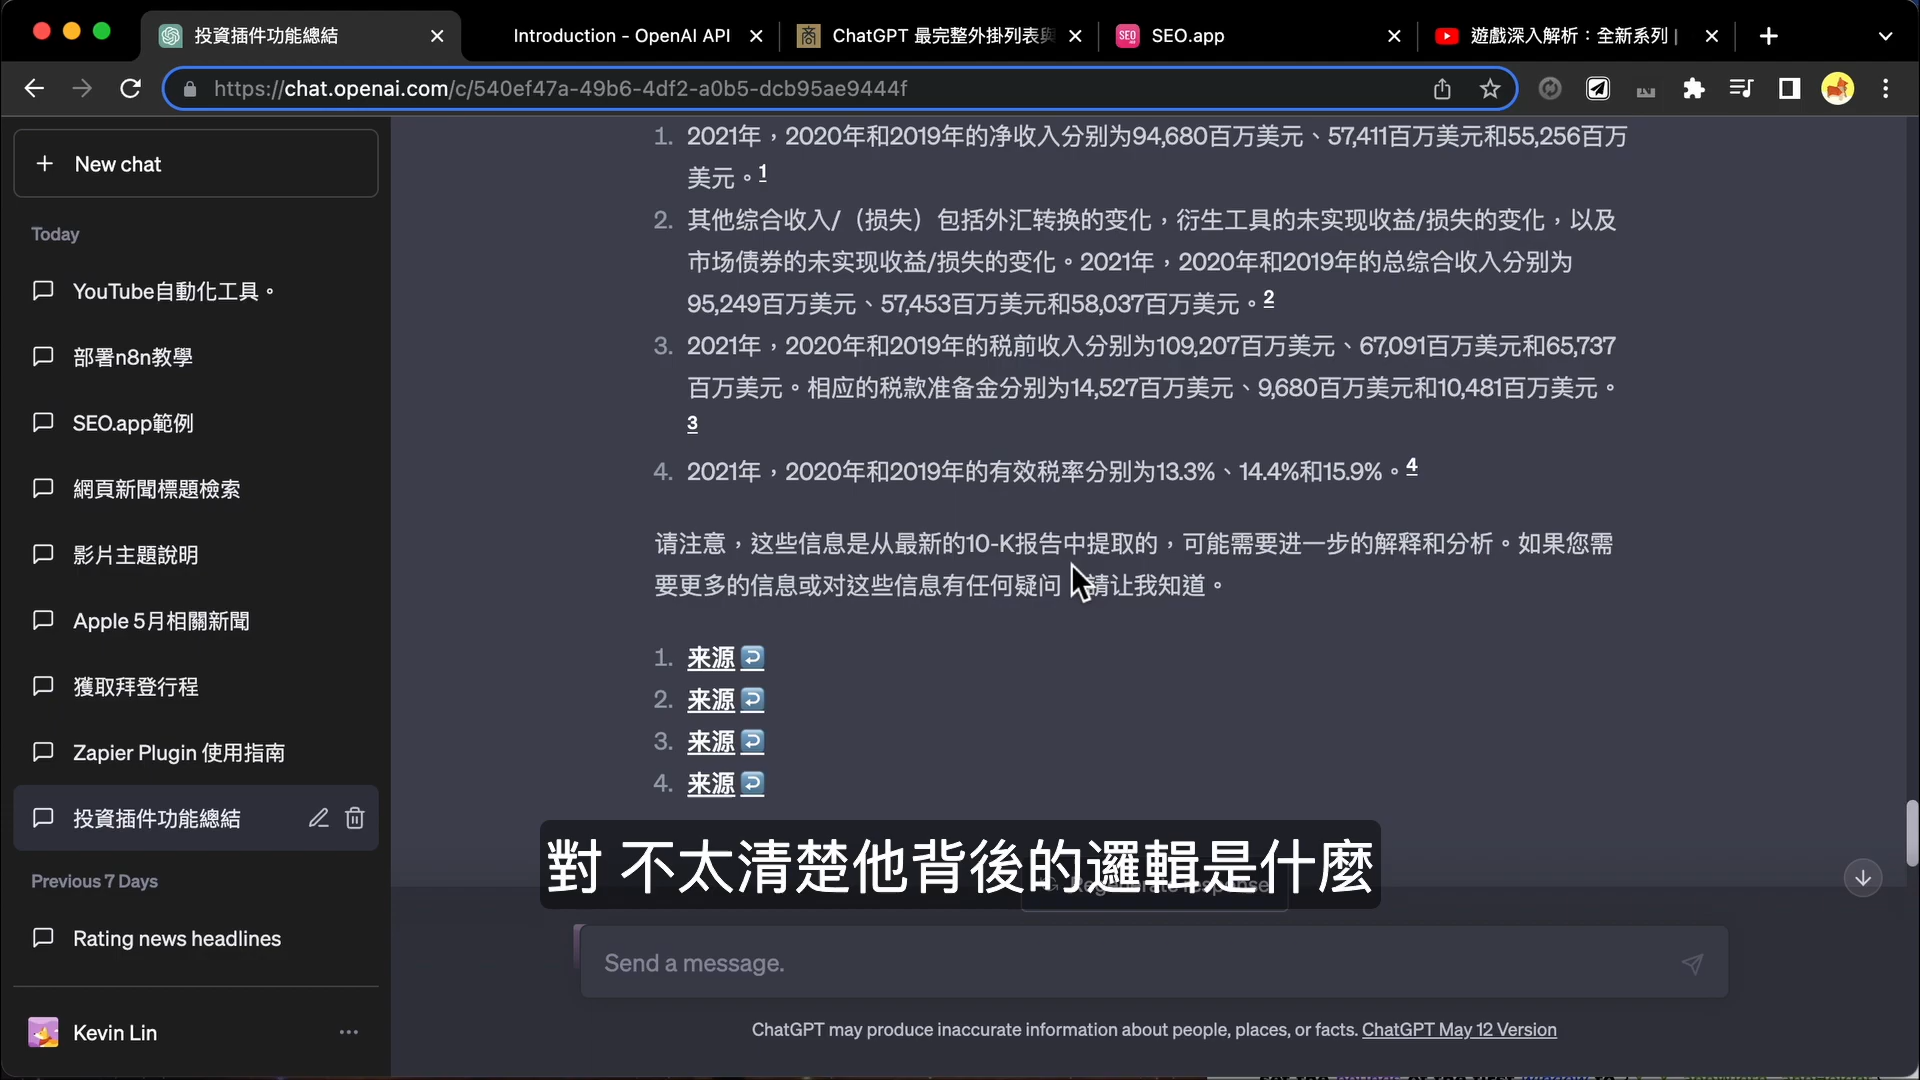 投資插件功能總結
Introduction - OpenAI API
ChatGPT 最完整外掛列表與
SEO.app
遊戲深入解析：全新系列 |
https://chat.openai.com/c/540ef47a-49b6-4df2-a0b5-dcb95ae9444f
New chat
Today
YouTube自動化工具。
部署n8n教學
SEO.app範例
網頁新聞標題檢索
影片主題說明
Apple 5月相關新聞
獲取拜登行程
Zapier Plugin 使用指南
投資插件功能總結
Previous 7 Days
Rating news headlines
Kevin Lin
1. 2021年，2020年和2019年的净收入分别为94,680百万美元、57,411百万美元和55,256百万
美元。1
2. 其他综合收入/（损失）包括外汇转换的变化，衍生工具的未实现收益/损失的变化，以及
市场债券的未实现收益/损失的变化。2021年，2020年和2019年的总综合收入分别为
95,249百万美元、57,453百万美元和58,037百万美元。2
3. 2021年，2020年和2019年的税前收入分别为109,207百万美元、67,091百万美元和65,737
百万美元。相应的税款准备金分别为14,527百万美元、9,680百万美元和10,481百万美元。
3
4. 2021年，2020年和2019年的有效税率分别为13.3%、14.4%和15.9%。4
请注意，这些信息是从最新的10-K报告中提取的，可能需要进一步的解释和分析。如果您需
要更多的信息或对这些信息有任何疑问 請让我知道。
1. 来源
2. 来源
3. 来源
4. 来源
對 不太清楚他背後的邏輯是什麼
Regenerate response
Send a message.
ChatGPT may produce inaccurate information about people, places, or facts. ChatGPT May 12 Version